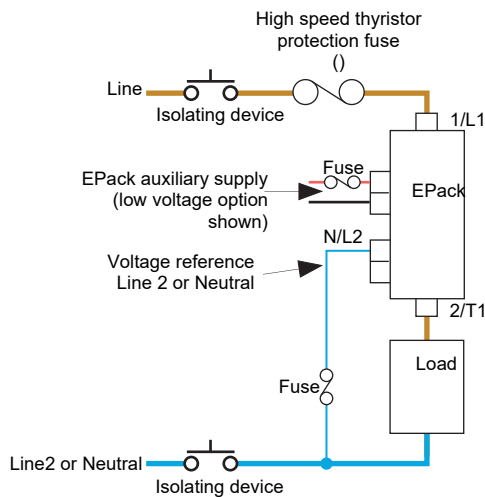 High speed thyristor
protection fuse
()
Line
Isolating device
1/L1
Fuse
EPack auxiliary supply
(low voltage option
shown)
EPack
N/L2
Voltage reference
Line 2 or Neutral
2/T1
Load
Fuse
Line2 or Neutral
Isolating device